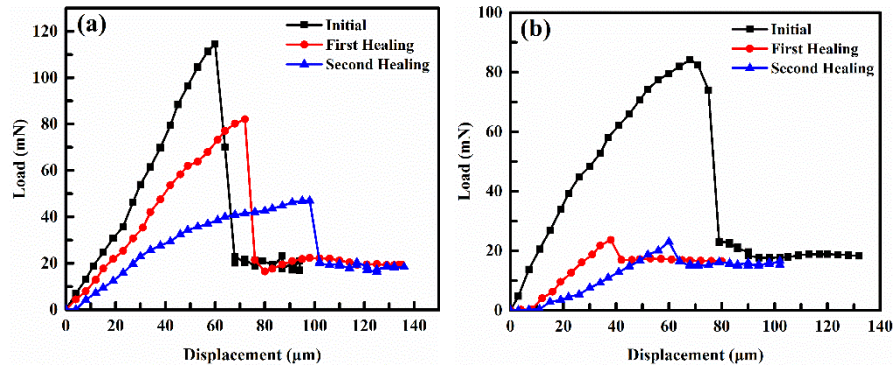 (a)
Initial
First Healing
Second Healing
Load (mN)
120
100
80
60
40
20
0
0 20 40 60 80 100 120 140
Displacement (μm)
(b)
Initial
First Healing
Second Healing
Load (mN)
100
80
60
40
20
0
0 20 40 60 80 100 120 140
Displacement (μm)